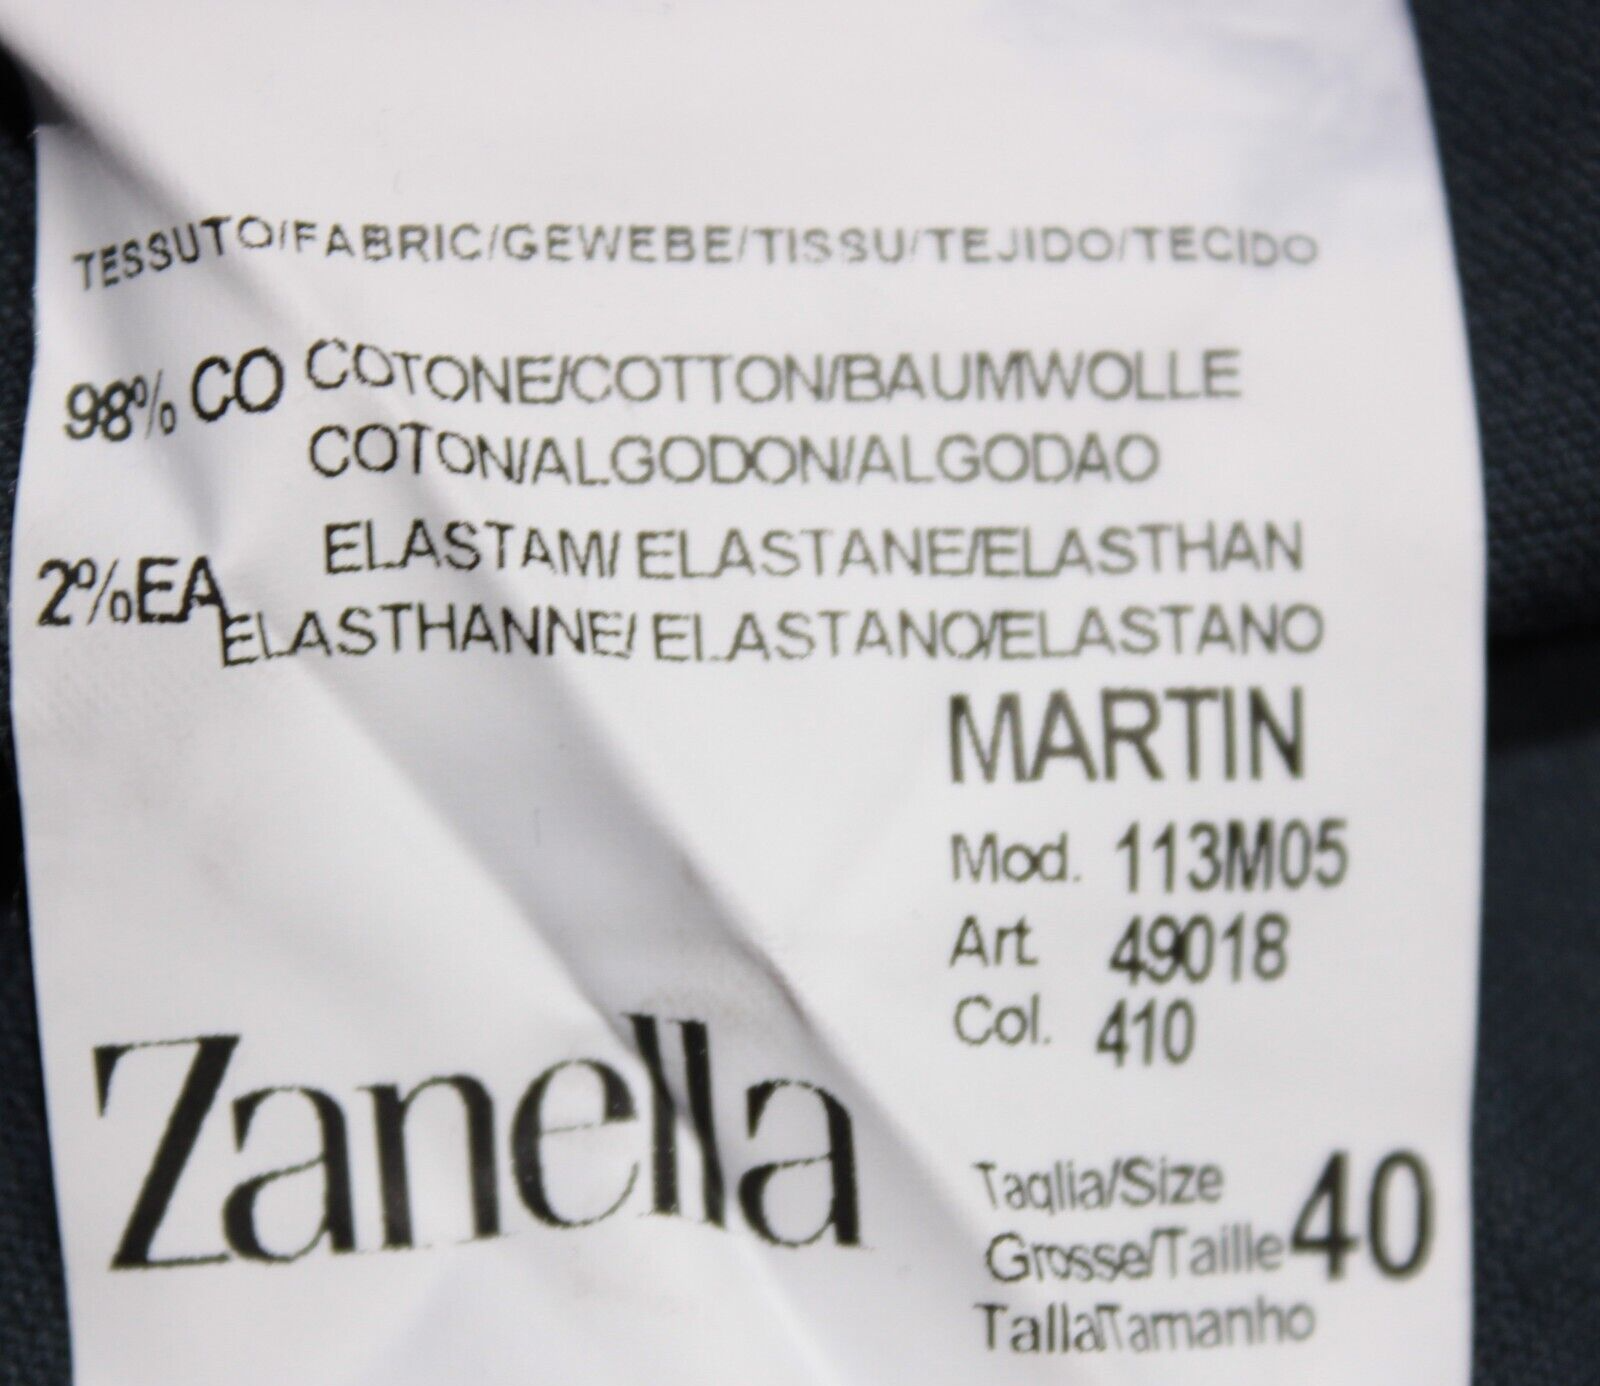 TESSUTO/FABRIC/GEWEBE/TISSU/TEJIDO/TECIDO
98% CO COTONE/COTTON/BAUMWOLLE
COTON/ALGODON/ALGODAO
2%EA ELASTAM/ ELASTANE/ELASTHAN
ELASTHANNE/ ELASTANO/ELASTANO
MARTIN
Mod. 113M05
Art. 49018
Col. 410
Zanella
Taglia/Size
Grosse/Taille 40
Talla/Tamanho